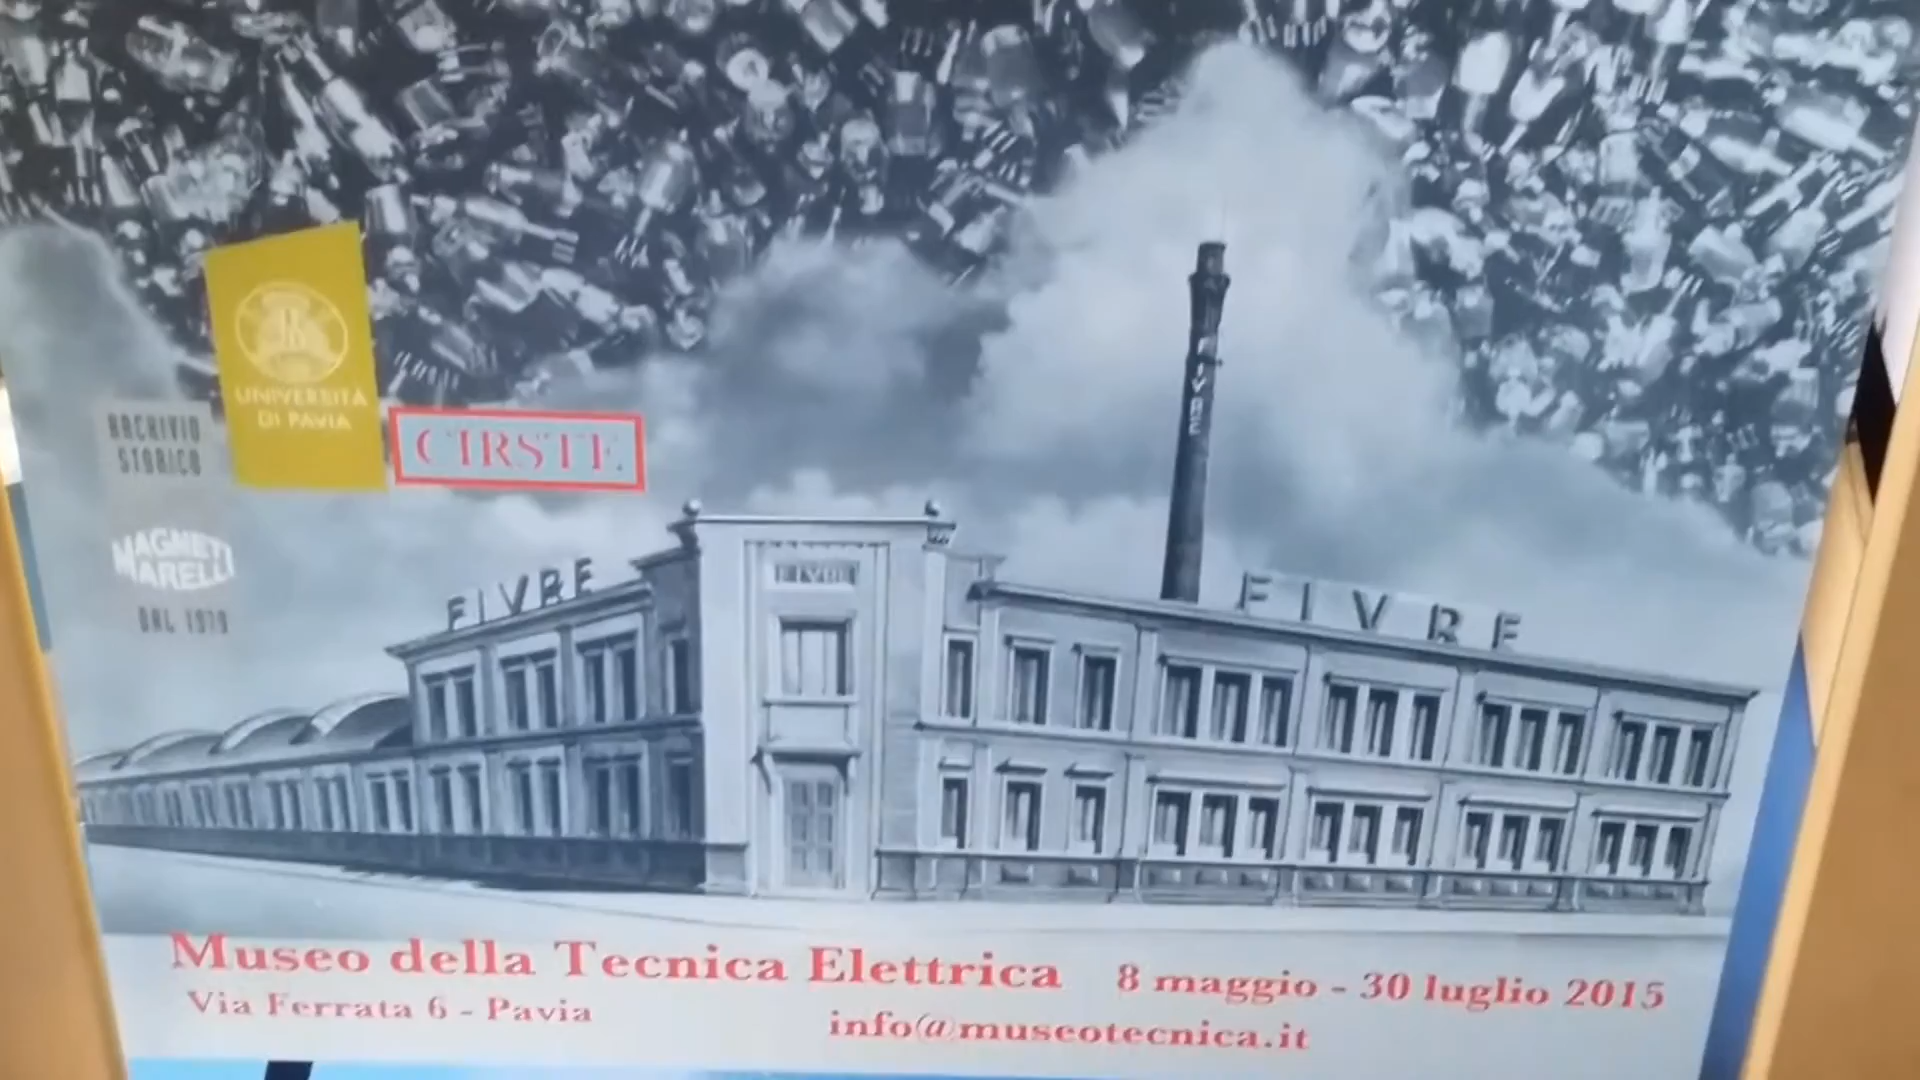 UNIVERSITÀ
DI PAVIA
ARCHIVIO
STORICO
CIRSTE
MAGNETI
MARELLI
DAL 1979
FIVRE
FIVRE
FIVRE
FIVRE
Museo della Tecnica Elettrica
8 maggio - 30 luglio 2015
Via Ferrata 6 - Pavia
info@museotecnica.it